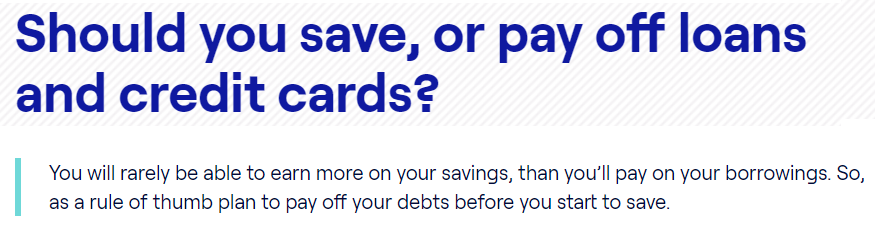 Should you save, or pay off loans
and credit cards?
You will rarely be able to earn more on your savings, than you’ll pay on your borrowings. So,
as a rule of thumb plan to pay off your debts before you start to save.